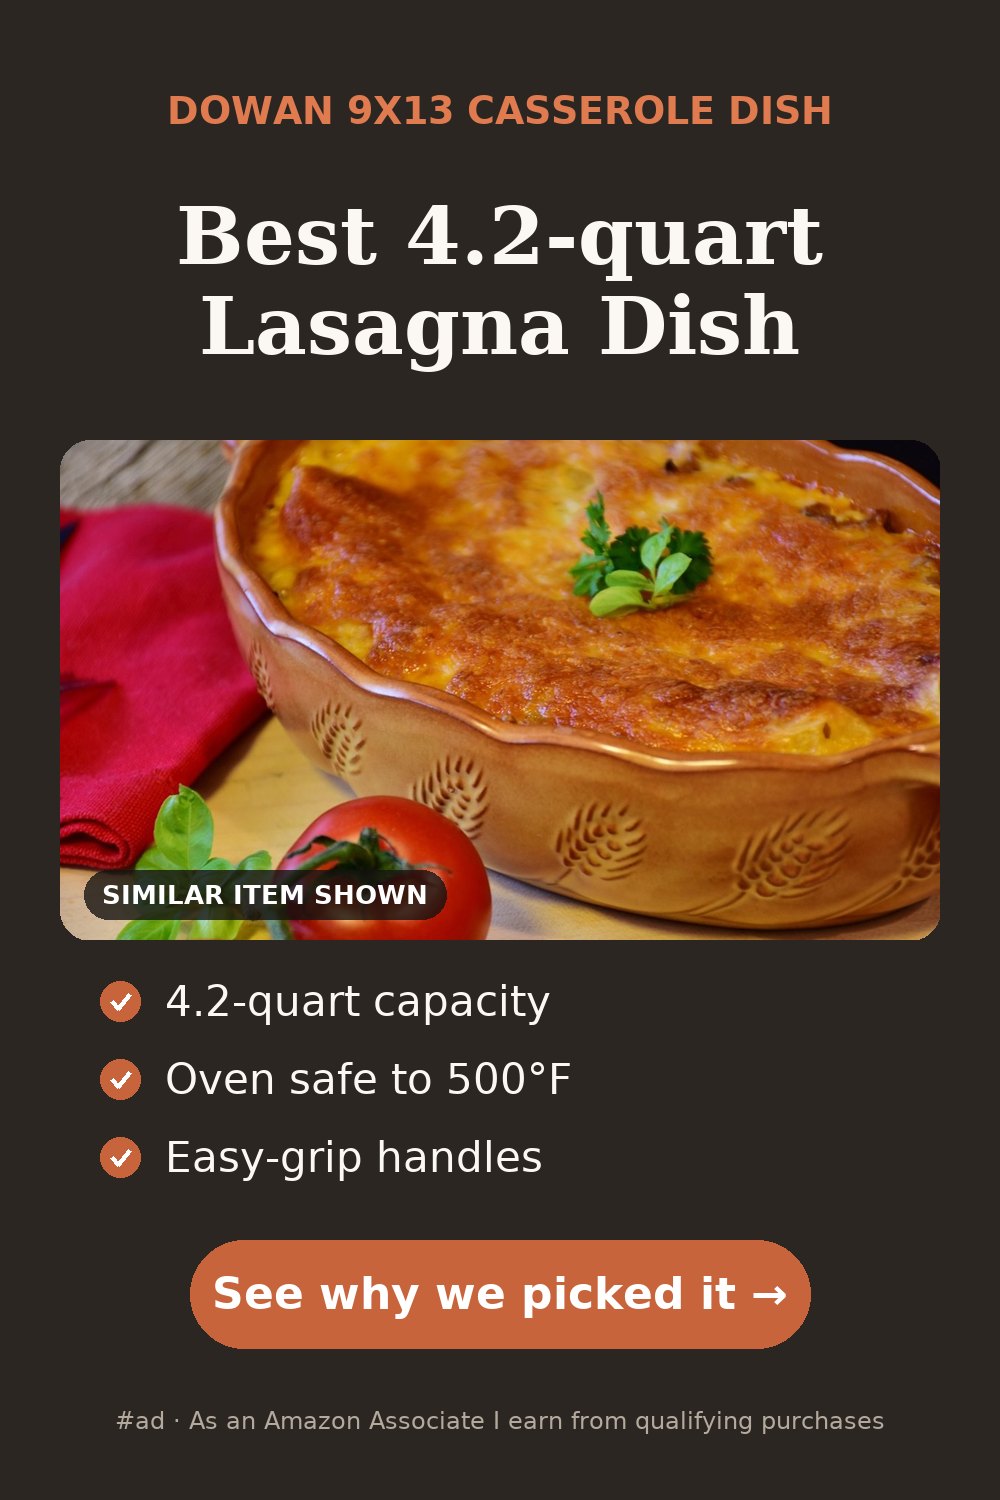 DOWAN 9X13 CASSEROLE DISH
Best 4.2-quart
Lasagna Dish
SIMILAR ITEM SHOWN
4.2-quart capacity
Oven safe to 500°F
Easy-grip handles
See why we picked it →
#ad · As an Amazon Associate I earn from qualifying purchases